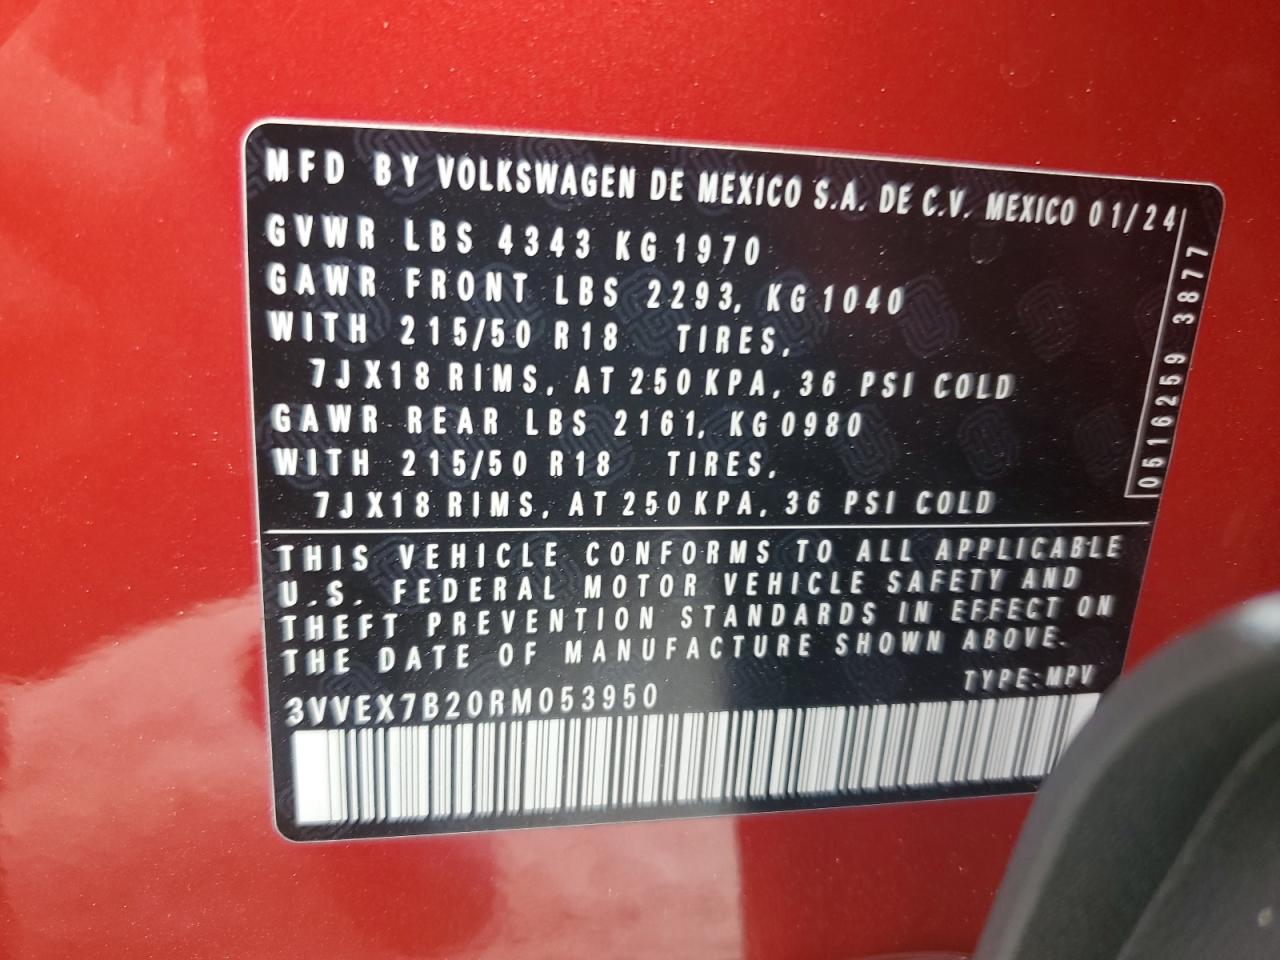 MFD BY VOLKSWAGEN DE MEXICO S.A. DE C.V. MEXICO 01/24
GVWR LBS 4343 KG 1970
GAWR FRONT LBS 2293, KG 1040
WITH 215/50 R18 TIRES,
7JX18 RIMS, AT 250 KPA, 36 PSI COLD
GAWR REAR LBS 2161, KG 0980
WITH 215/50 R18 TIRES,
7JX18 RIMS, AT 250 KPA, 36 PSI COLD
0516259 3877
THIS VEHICLE CONFORMS TO ALL APPLICABLE
U.S. FEDERAL MOTOR VEHICLE SAFETY AND
THEFT PREVENTION STANDARDS IN EFFECT ON
THE DATE OF MANUFACTURE SHOWN ABOVE.
TYPE: MPV
3VVEX7B20RM053950